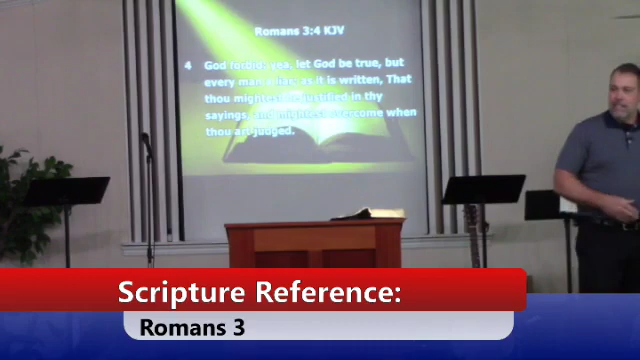 Romans 3:4 KJV
4 God forbid: yea, let God be true, but
every man a liar; as it is written, That
thou mightest be justified in thy
sayings, and mightest overcome when
thou art judged.
Scripture Reference:
Romans 3